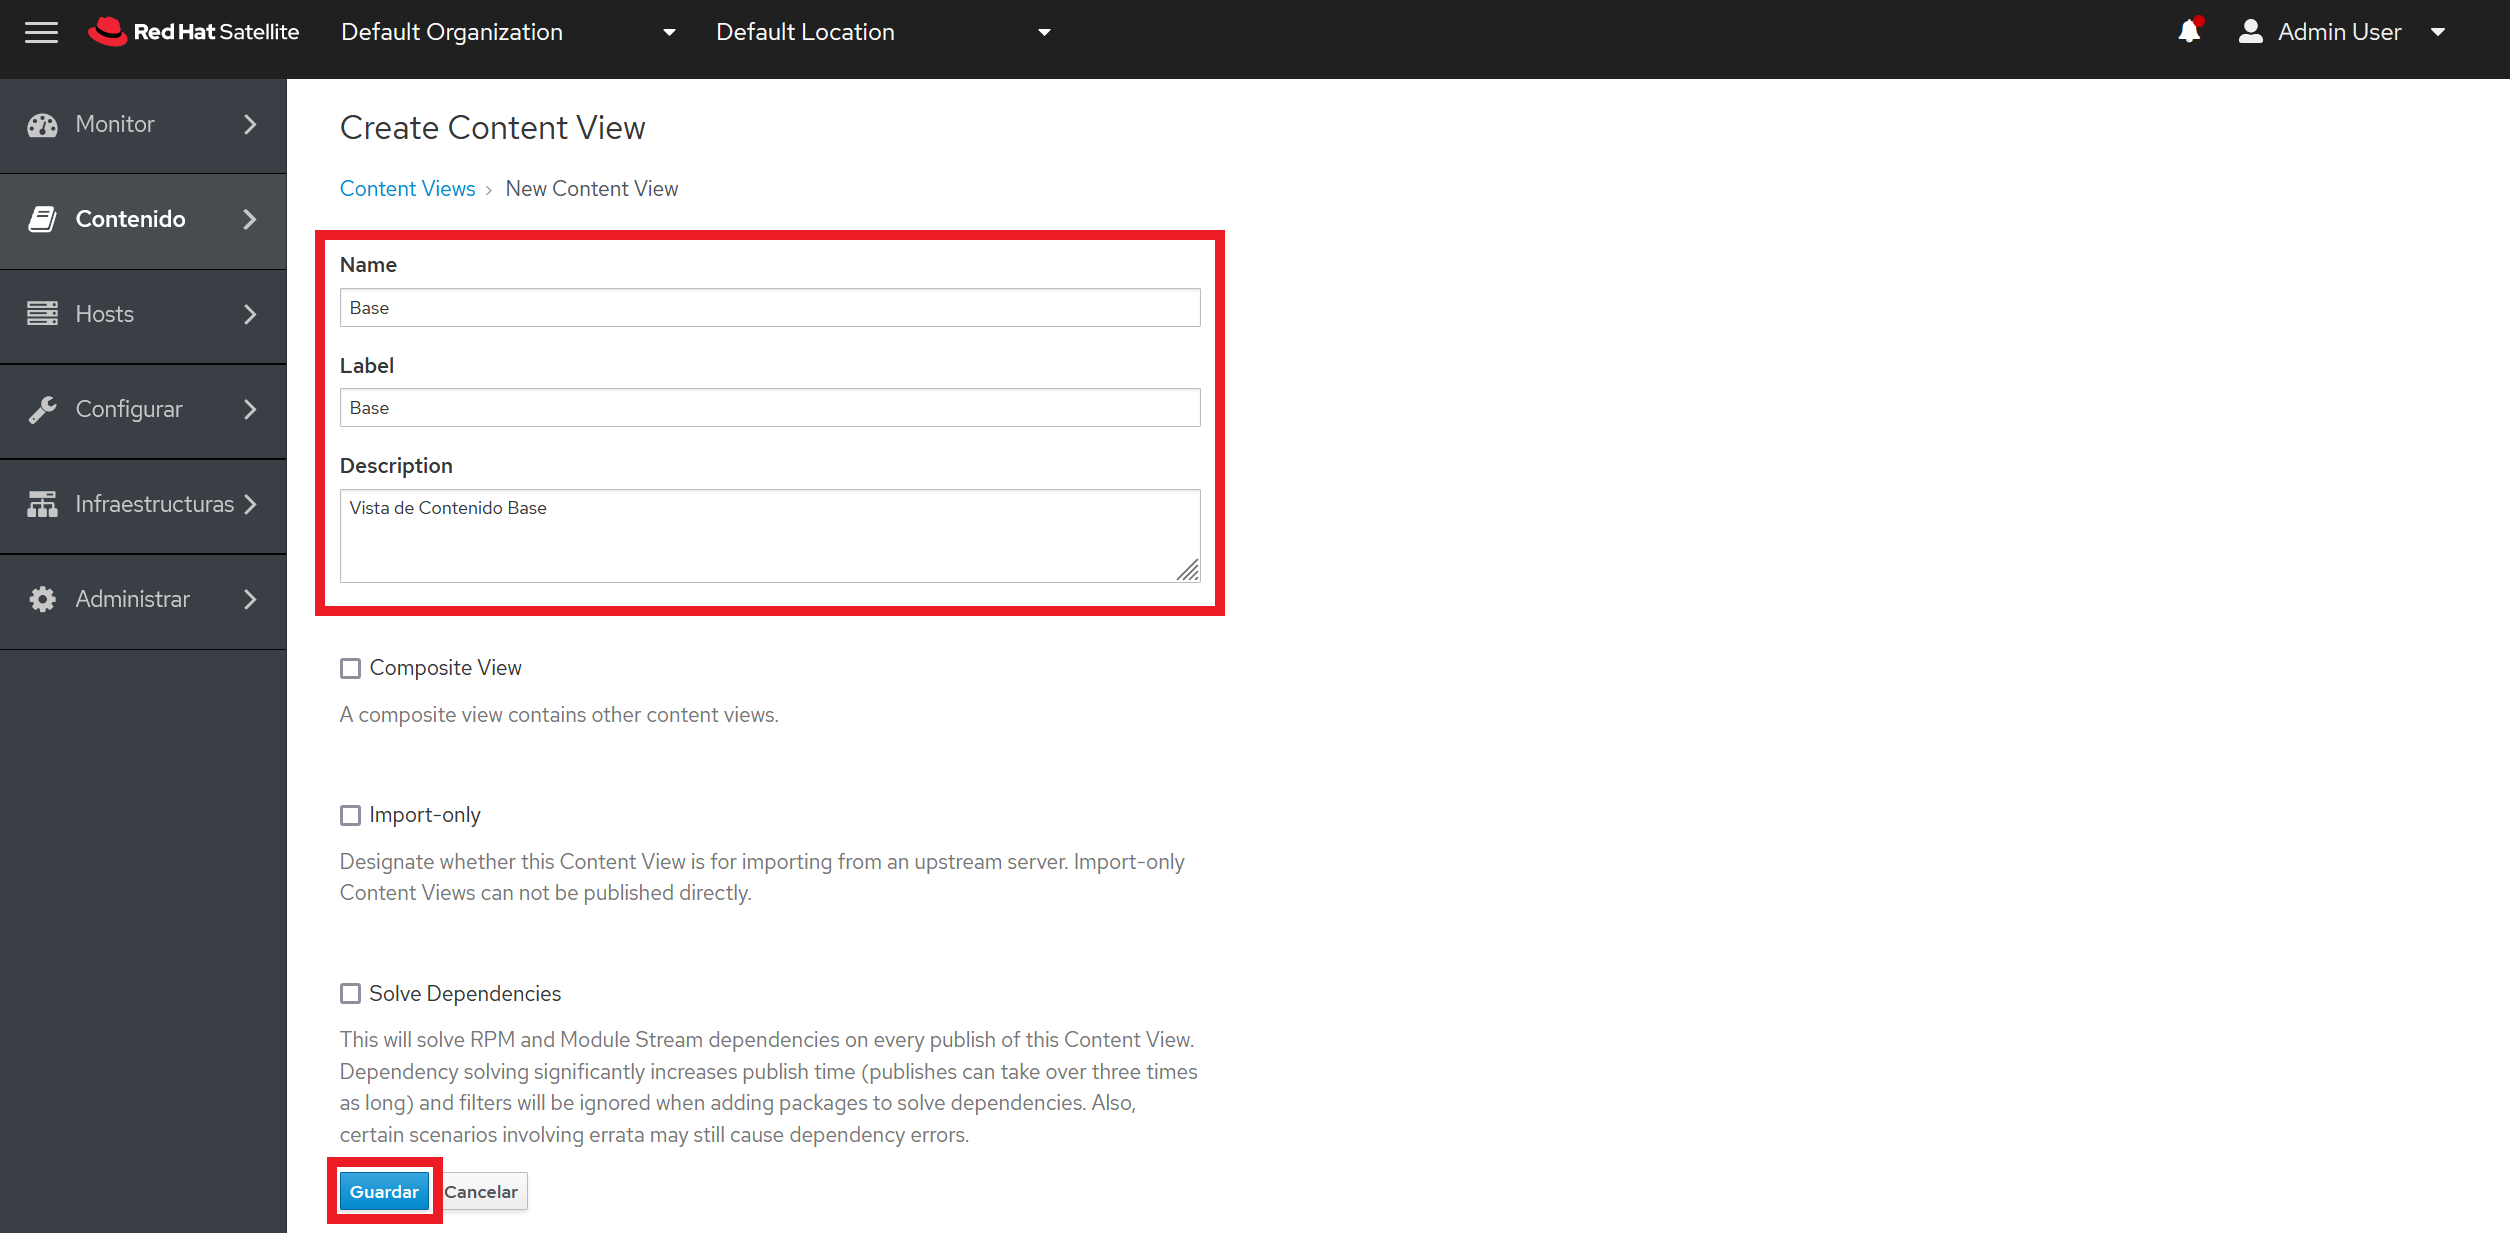 Red Hat Satellite
Default Organization
Default Location
Admin User
Monitor
Contenido
Hosts
Configurar
Infraestructuras
Administrar
Create Content View
Content Views › New Content View
Name
Base
Label
Base
Description
Vista de Contenido Base
Composite View
A composite view contains other content views.
Import-only
Designate whether this Content View is for importing from an upstream server. Import-only
Content Views can not be published directly.
Solve Dependencies
This will solve RPM and Module Stream dependencies on every publish of this Content View.
Dependency solving significantly increases publish time (publishes can take over three times
as long) and filters will be ignored when adding packages to solve dependencies. Also,
certain scenarios involving errata may still cause dependency errors.
Guardar
Cancelar